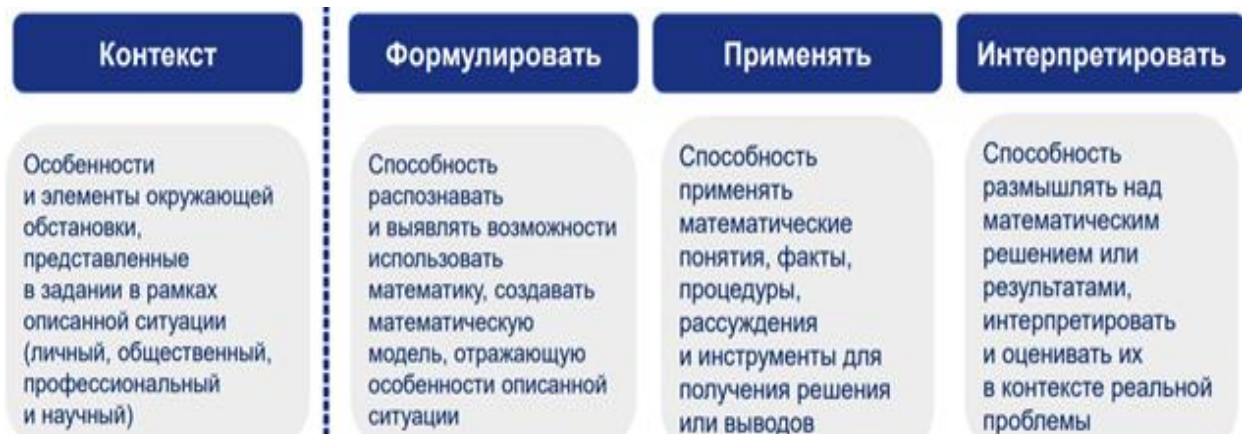 Контекст
Особенности
и элементы окружающей
обстановки,
представленные
в задании в рамках
описанной ситуации
(личный, общественный,
профессиональный
и научный)
Формулировать
Способность
распознавать
и выявлять возможности
использовать
математику, создавать
математическую
модель, отражающую
особенности описанной
ситуации
Применять
Способность
применять
математические
понятия, факты,
процедуры,
рассуждения
и инструменты для
получения решения
или выводов
Интерпретировать
Способность
размышлять над
математическим
решением или
результатами,
интерпретировать
и оценивать их
в контексте реальной
проблемы